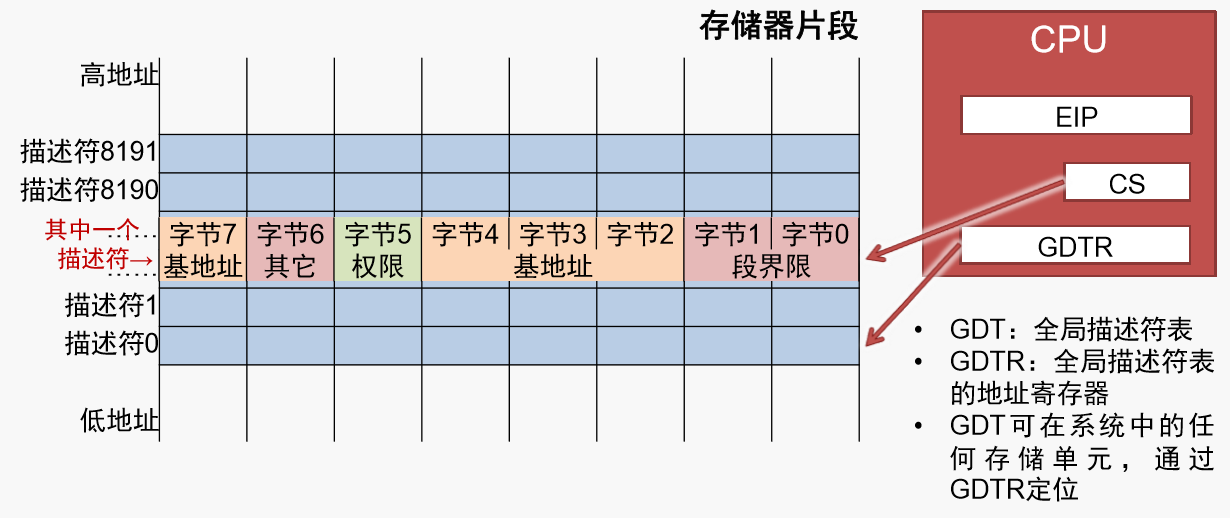 存储器片段
CPU
高地址
EIP
描述符8191
描述符8190
CS
其中一个……
描述符→
……
字节7 字节6 字节5 字节4 字节3 字节2 字节1 字节0
基地址 其它 权限 基地址 段界限
GDTR
描述符1
描述符0
低地址
• GDT：全局描述符表
• GDTR：全局描述符表
的地址寄存器
• GDT可在系统中的任
何存储单元，通过
GDTR定位